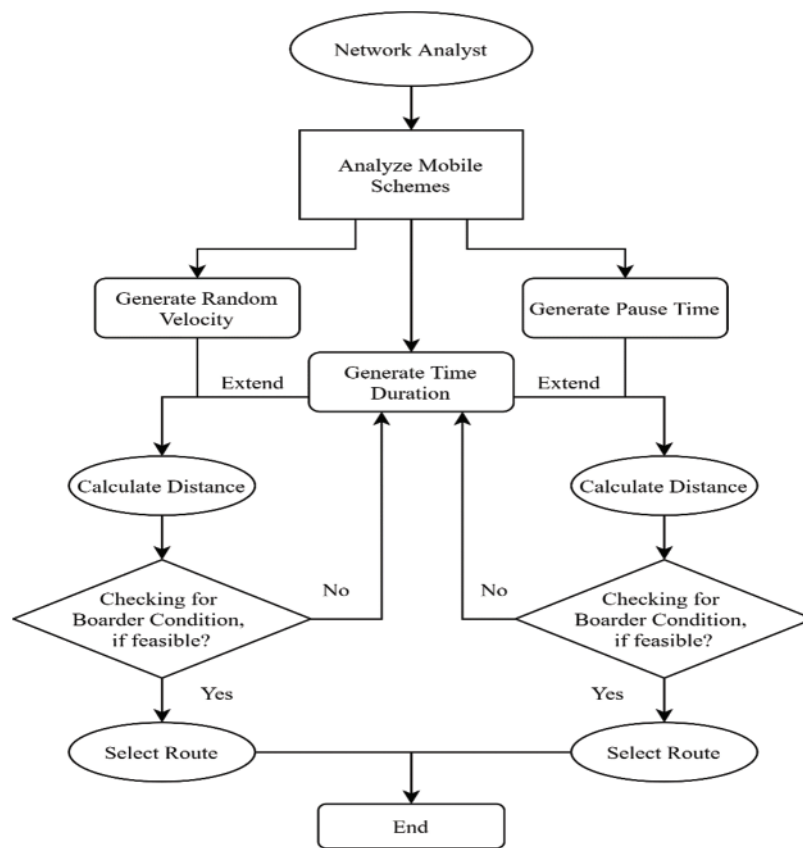 Network Analyst
Analyze Mobile
Schemes
Generate Random
Velocity
Generate Pause Time
Extend
Generate Time
Duration
Extend
Calculate Distance
Calculate Distance
Checking for
Boarder Condition,
if feasible?
No
No
Checking for
Boarder Condition,
if feasible?
Yes
Yes
Select Route
Select Route
End